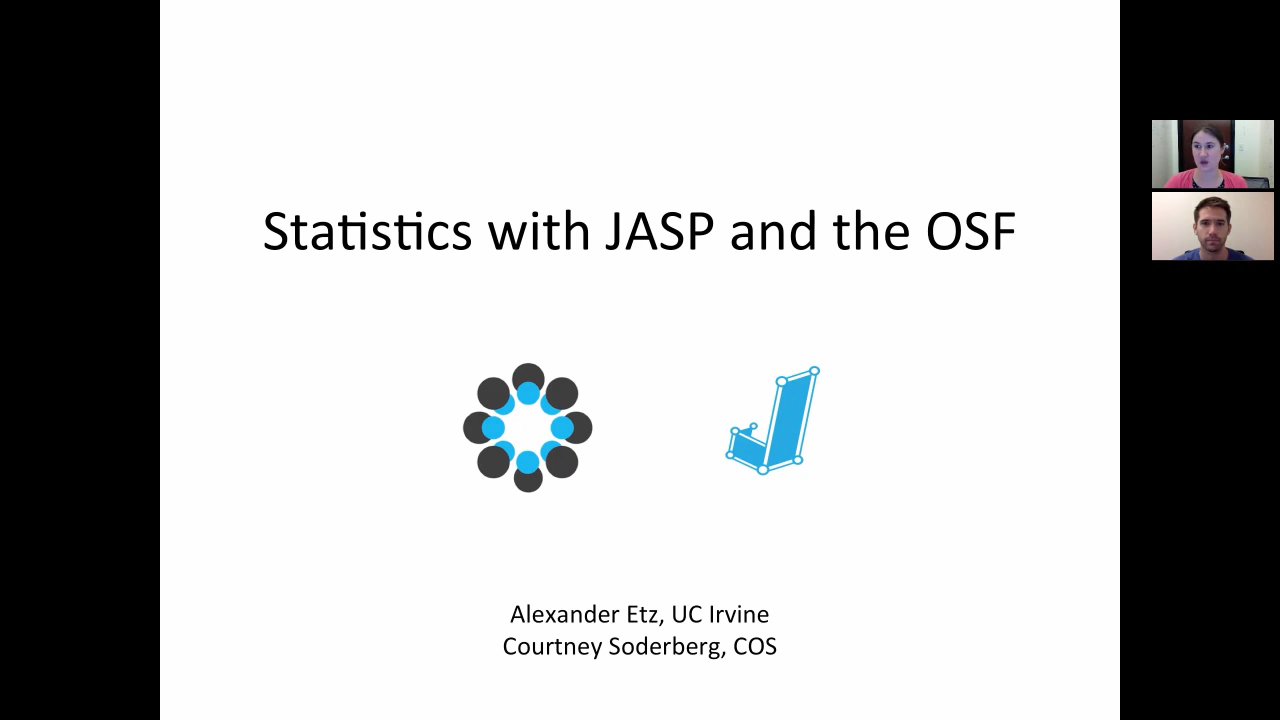 Statistics with JASP and the OSF
Alexander Etz, UC Irvine
Courtney Soderberg, COS